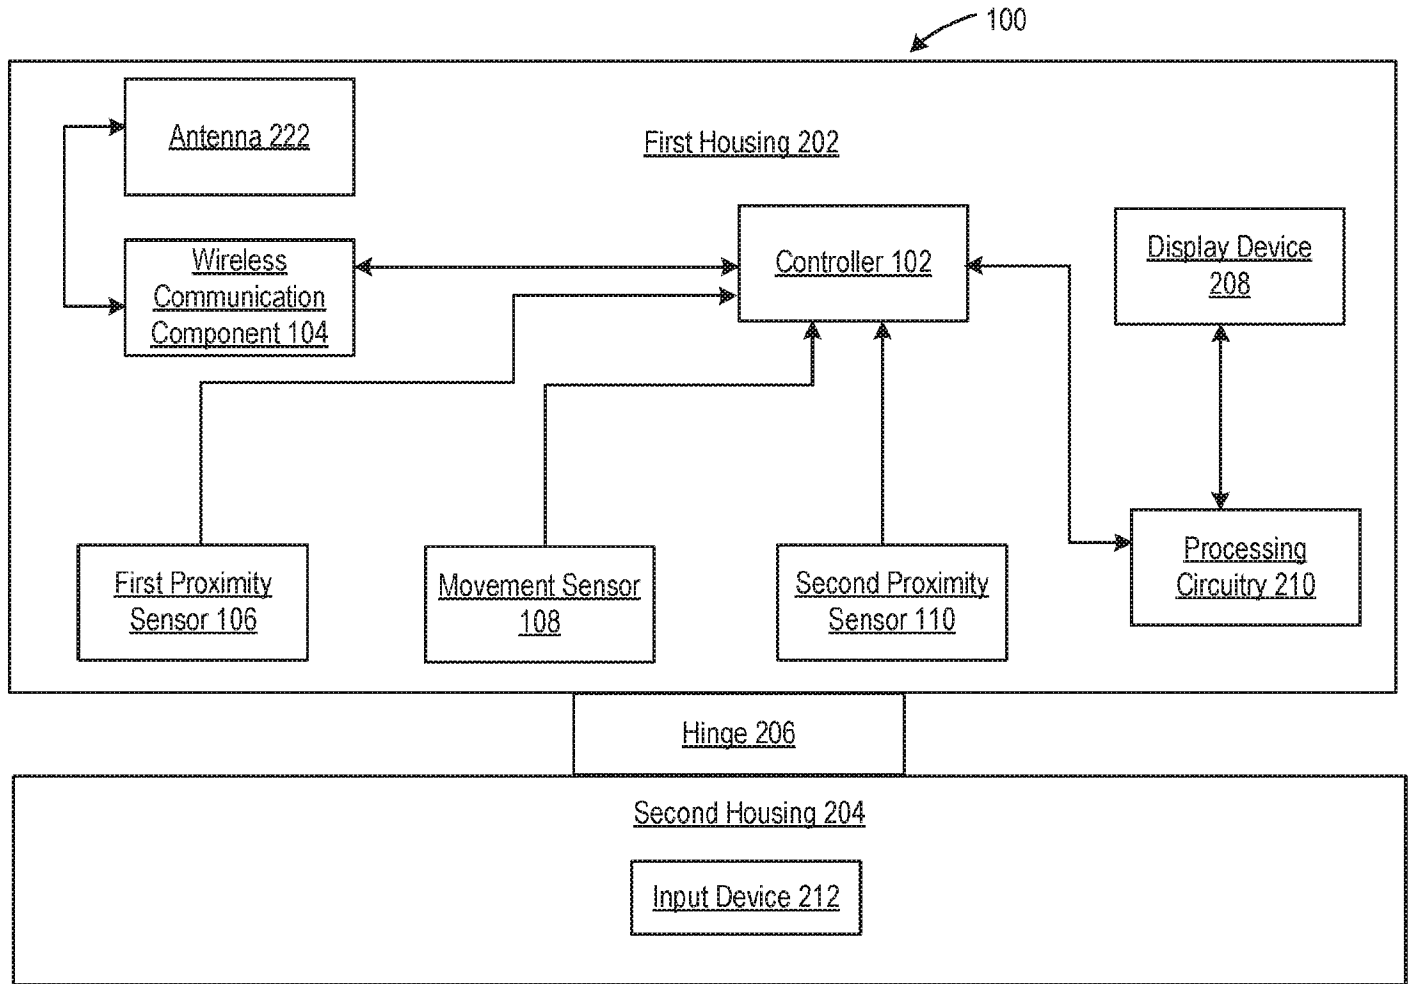 100
Antenna 222
First Housing 202
Wireless
Communication
Component 104
Controller 102
Display Device
208
First Proximity
Sensor 106
Movement Sensor
108
Second Proximity
Sensor 110
Processing
Circuitry 210
Hinge 206
Second Housing 204
Input Device 212